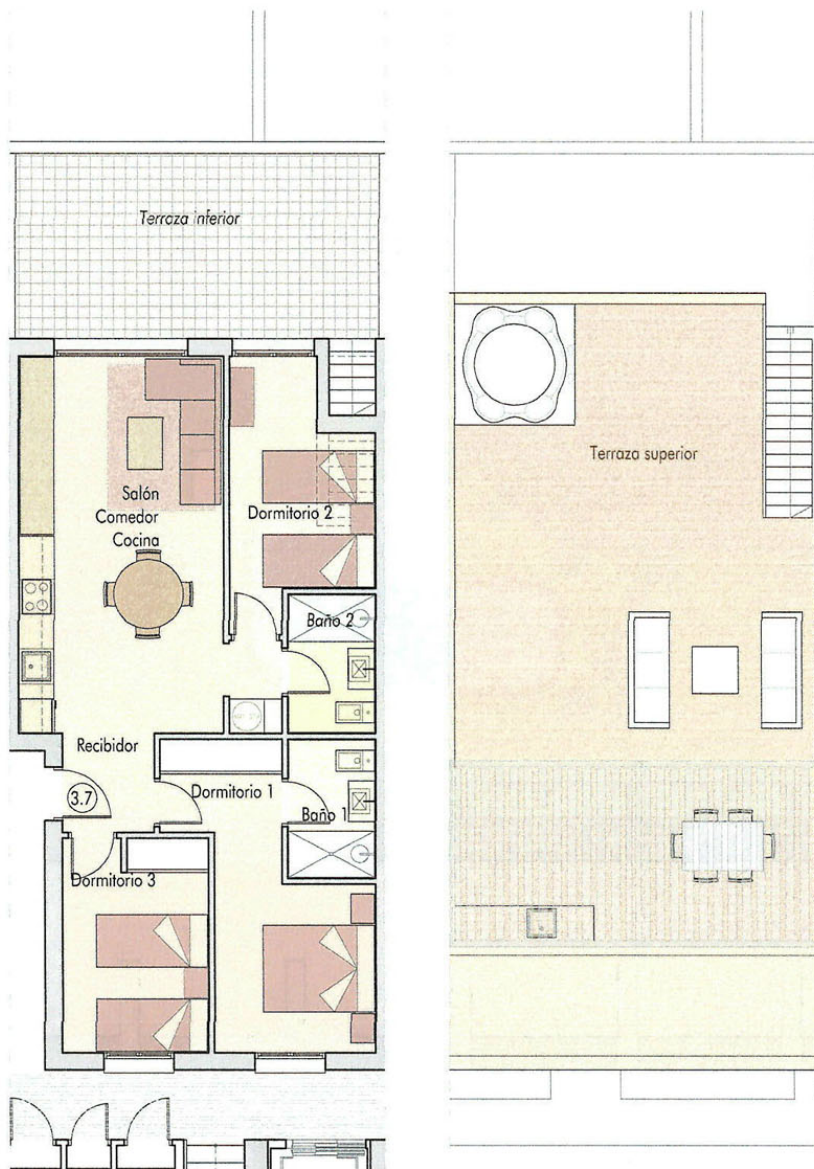 Terraza inferior
Salón
Comedor
Cocina
Dormitorio 2
Baño 2
Recibidor
3.7
Dormitorio 1
Baño 1
Dormitorio 3
Terraza superior